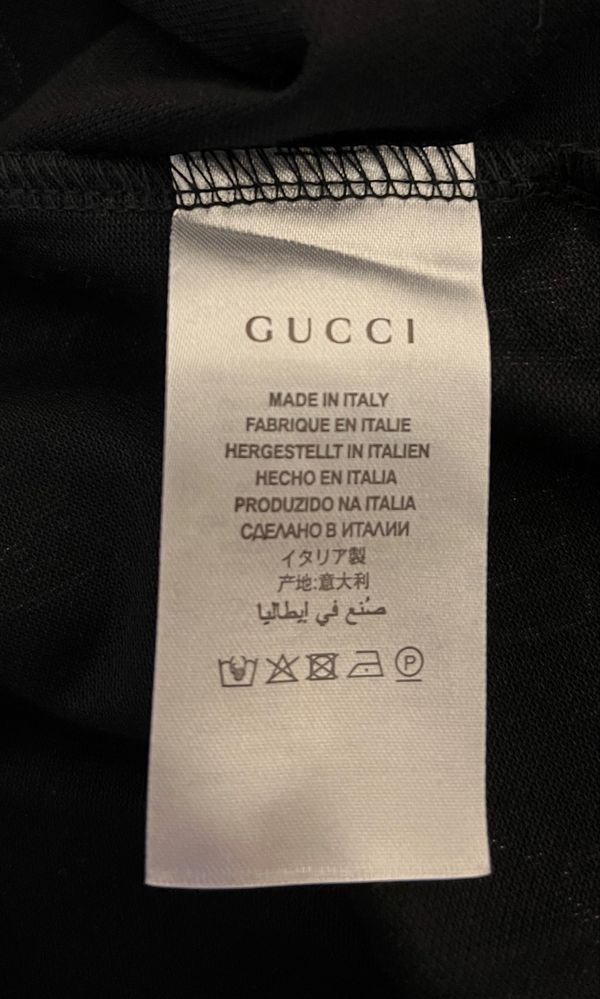 GUCCI
MADE IN ITALY
FABRIQUE EN ITALIE
HERGESTELLT IN ITALIEN
HECHO EN ITALIA
PRODUZIDO NA ITALIA
СДЕЛАНО В ИТАЛИИ
イタリア製
产地:意大利
صُنع في إيطاليا
P